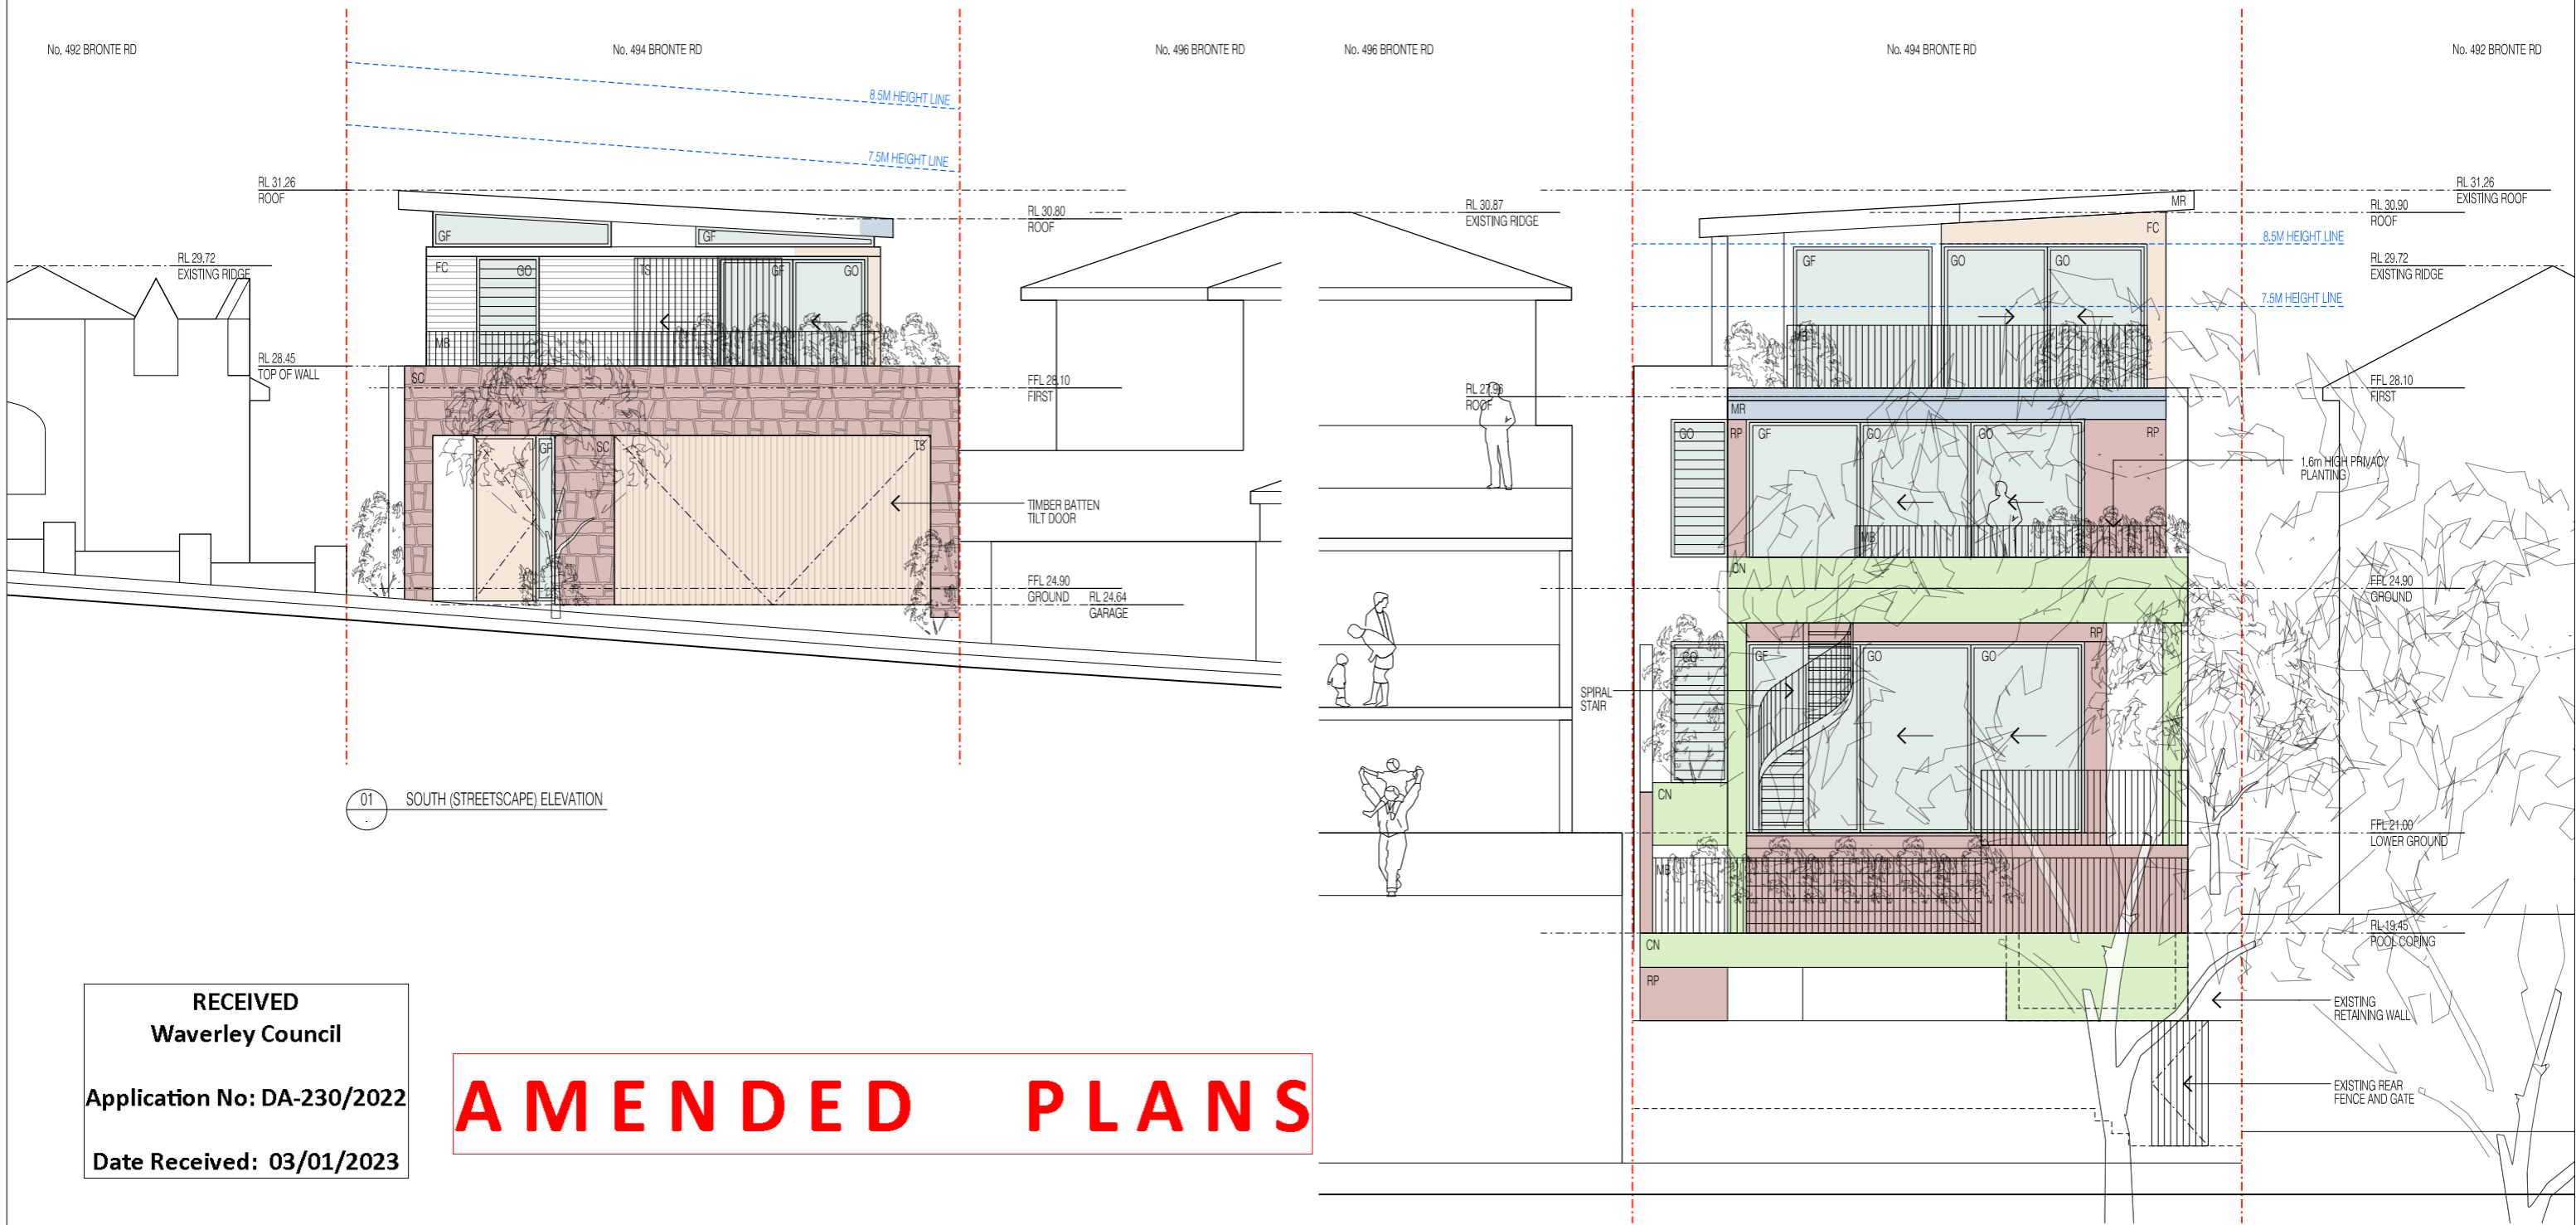 No. 492 BRONTE RD
No. 494 BRONTE RD
No. 496 BRONTE RD
8.5M HEIGHT LINE
7.5M HEIGHT LINE
RL 31.26
ROOF
RL 30.80
ROOF
RL 29.72
EXISTING RIDGE
GF
GF
FC
GO
TS
GF
GO
MB
RL 28.45
TOP OF WALL
SC
FFL 28.10
FIRST
GF
SC
TS
TIMBER BATTEN
TILT DOOR
FFL 24.90
GROUND
RL 24.64
GARAGE
01
-
SOUTH (STREETSCAPE) ELEVATION
RECEIVED
Waverley Council
Application No: DA-230/2022
Date Received: 03/01/2023
AMENDED PLANS
No. 496 BRONTE RD
No. 494 BRONTE RD
No. 492 BRONTE RD
RL 30.87
EXISTING RIDGE
RL 31.26
EXISTING ROOF
MR
RL 30.90
ROOF
FC
8.5M HEIGHT LINE
GF
GO
GO
RL 29.72
EXISTING RIDGE
7.5M HEIGHT LINE
MB
RL 27.96
ROOF
FFL 28.10
FIRST
MR
GO
RP
GF
GO
GO
RP
1.6m HIGH PRIVACY
PLANTING
MB
CN
FFL 24.90
GROUND
RP
GO
GF
GO
GO
SPIRAL
STAIR
CN
FFL 21.00
LOWER GROUND
MB
RL 19.45
POOL COPING
CN
RP
EXISTING
RETAINING WALL
EXISTING REAR
FENCE AND GATE